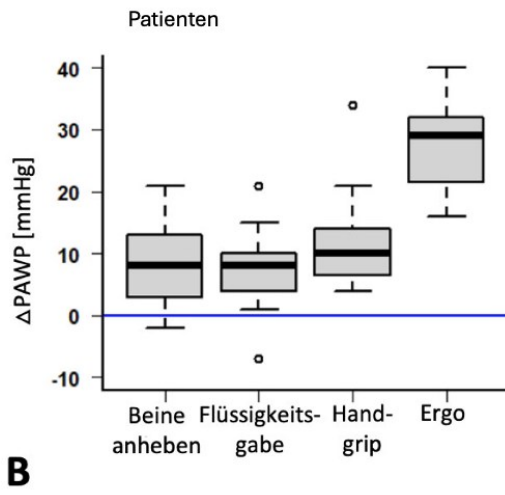 Patienten
ΔPAWP [mmHg]
40
30
20
10
0
-10
Beine anheben
Flüssigkeits-
gabe
Hand-
grip
Ergo
B